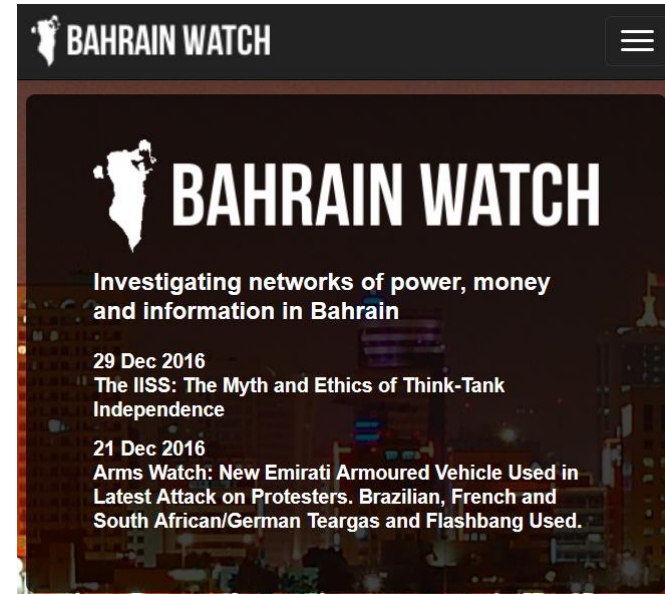 BAHRAIN WATCH
BAHRAIN WATCH
Investigating networks of power, money
and information in Bahrain
29 Dec 2016
The IISS: The Myth and Ethics of Think-Tank
Independence
21 Dec 2016
Arms Watch: New Emirati Armoured Vehicle Used in
Latest Attack on Protesters. Brazilian, French and
South African/German Teargas and Flashbang Used.